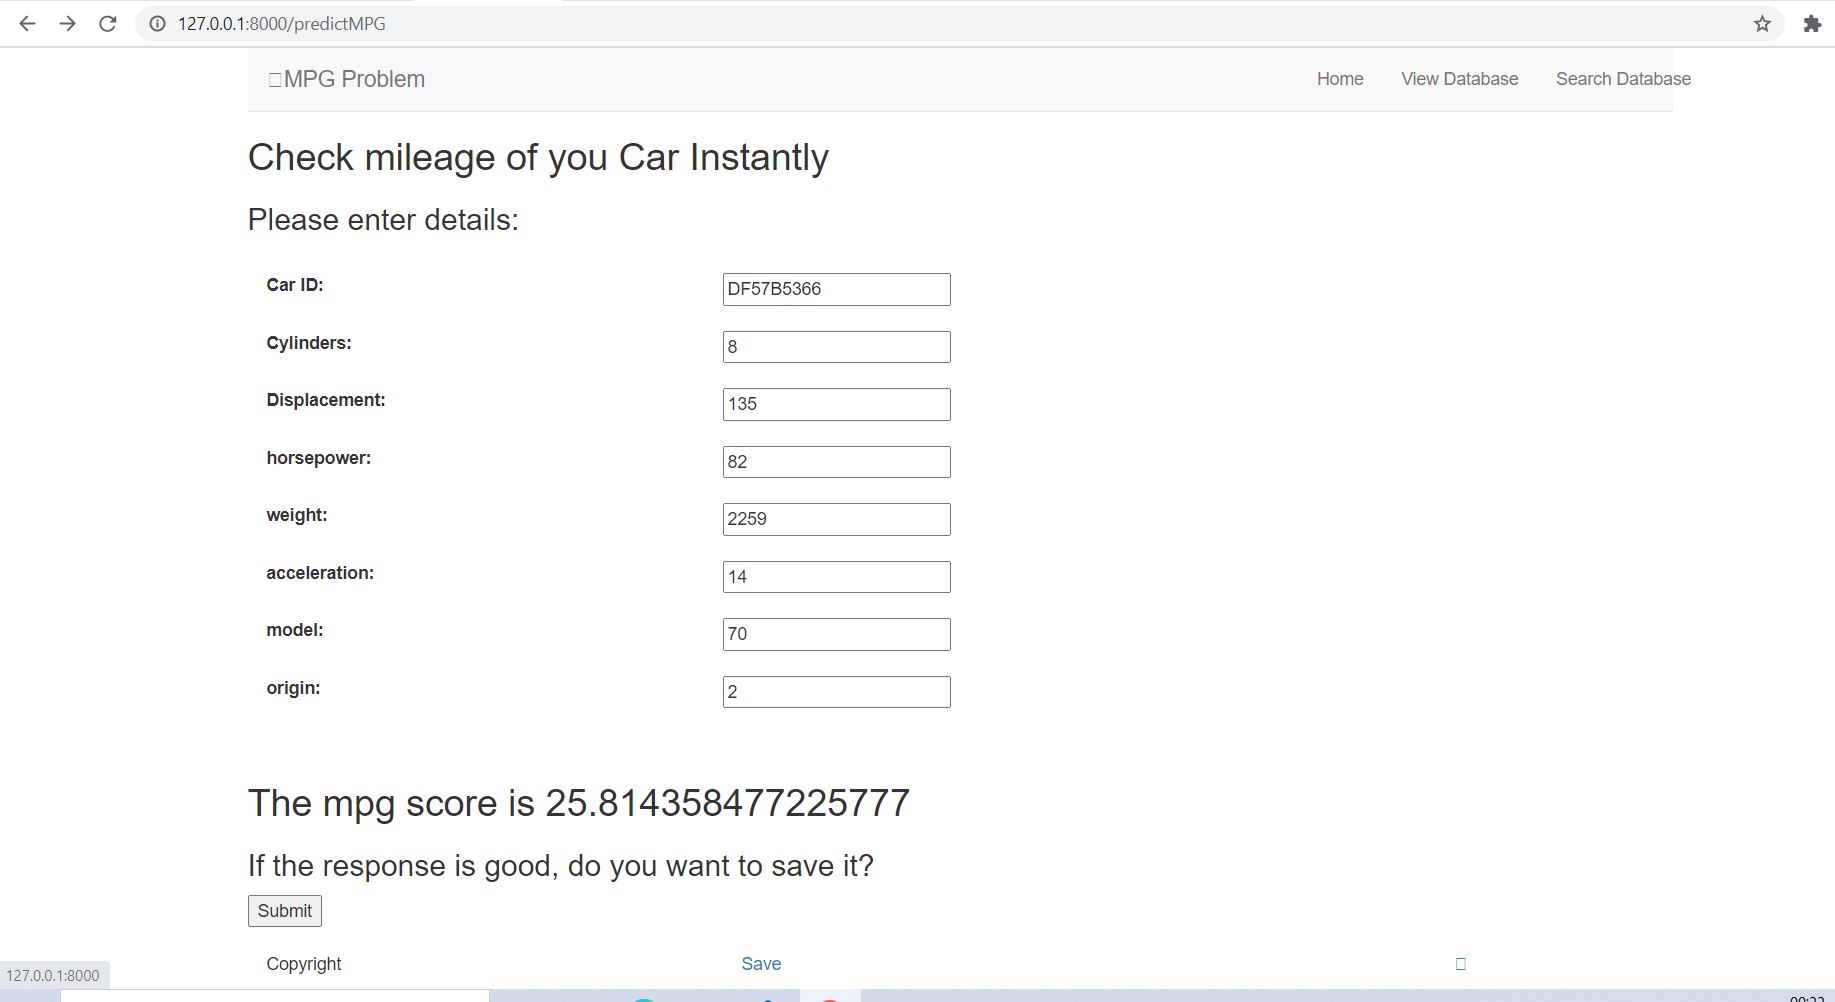 127.0.0.1:8000/predictMPG
MPG Problem Home View Database Search Database
Check mileage of you Car Instantly
Please enter details:
Car ID: DF57B5366
Cylinders: 8
Displacement: 135
horsepower: 82
weight: 2259
acceleration: 14
model: 70
origin: 2
The mpg score is 25.814358477225777
If the response is good, do you want to save it?
Submit
Copyright Save
127.0.0.1:8000